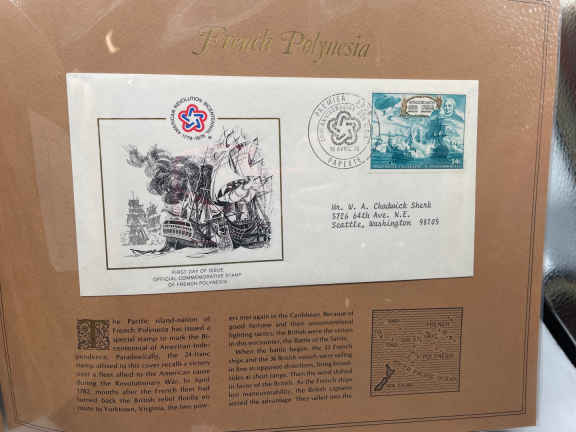 French Polynesia
AMERICAN REVOLUTION BICENTENNIAL
1776-1976
PREMIER
PAPEETE
FIRST DAY OF ISSUE
OFFICIAL COMMEMORATIVE STAMP
OF FRENCH POLYNESIA
Mr. W. A. Chadwick Sherk
5726 64th Ave. N.E.
Seattle, Washington 98105
The Pacific island-nation of
French Polynesia has issued a
special stamp to mark the Bi-
centennial of American Inde-
pendence. Paradoxically, the 24-franc
stamp affixed to this cover recalls a victory
over a fleet allied to the American cause
during the Revolutionary War. In April
1782, months after the French fleet had
turned back the British rebel flotilla en
route to Yorktown, Virginia, the two pow-
ers met again in the Caribbean. Because of
good fortune and then unconventional
fighting tactics, the British were the victors
in this encounter, the Battle of the Saints.
When the battle began, the 33 French
ships and the 36 British vessels were sailing
in line in opposite directions, firing broad-
sides at short range. Then the wind shifted
in favor of the British. As the French ships
lost maneuverability, the British captains
seized the advantage. They sailed into the
FRENCH
PACIFIC OCEAN